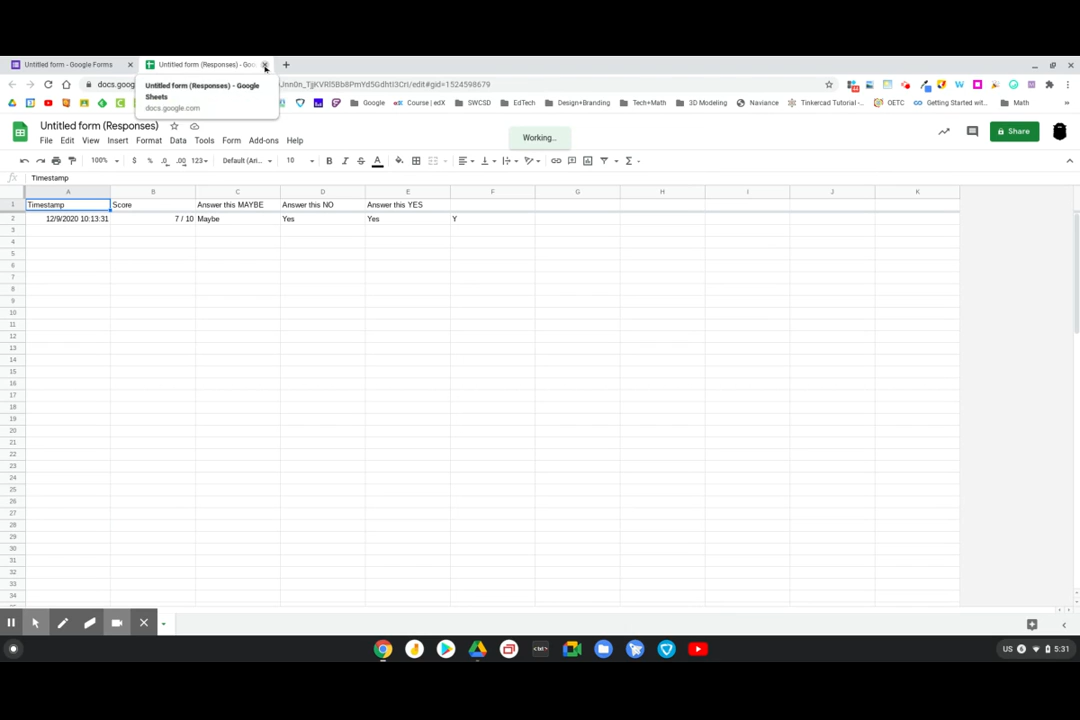 Untitled form - Google Forms
Untitled form (Responses) - Goo
docs.goog
Jnn0n_TjjKVRl5Bb8PmYd5GdhtI3CrI/edit#gid=1524598679
Untitled form (Responses) - Google
Sheets
docs.google.com
Google
Course | edX
SWCSD
EdTech
Design+Branding
Tech+Math
3D Modeling
Naviance
Tinkercad Tutorial -...
OETC
Getting Started wit...
Math
Untitled form (Responses)
File Edit View Insert Format Data Tools Form Add-ons Help
Working...
Share
100% $ % .0 .00 123 Default (Ari... 10 B I S A
fx Timestamp
A B C D E F G H I J K
1 Timestamp Score Answer this MAYBE Answer this NO Answer this YES
2 12/9/2020 10:13:31 7 / 10 Maybe Yes Yes Y
3
4
5
6
7
8
9
10
11
12
13
14
15
16
17
18
19
20
21
22
23
24
25
26
27
28
29
30
31
32
33
34
US 6 5:31